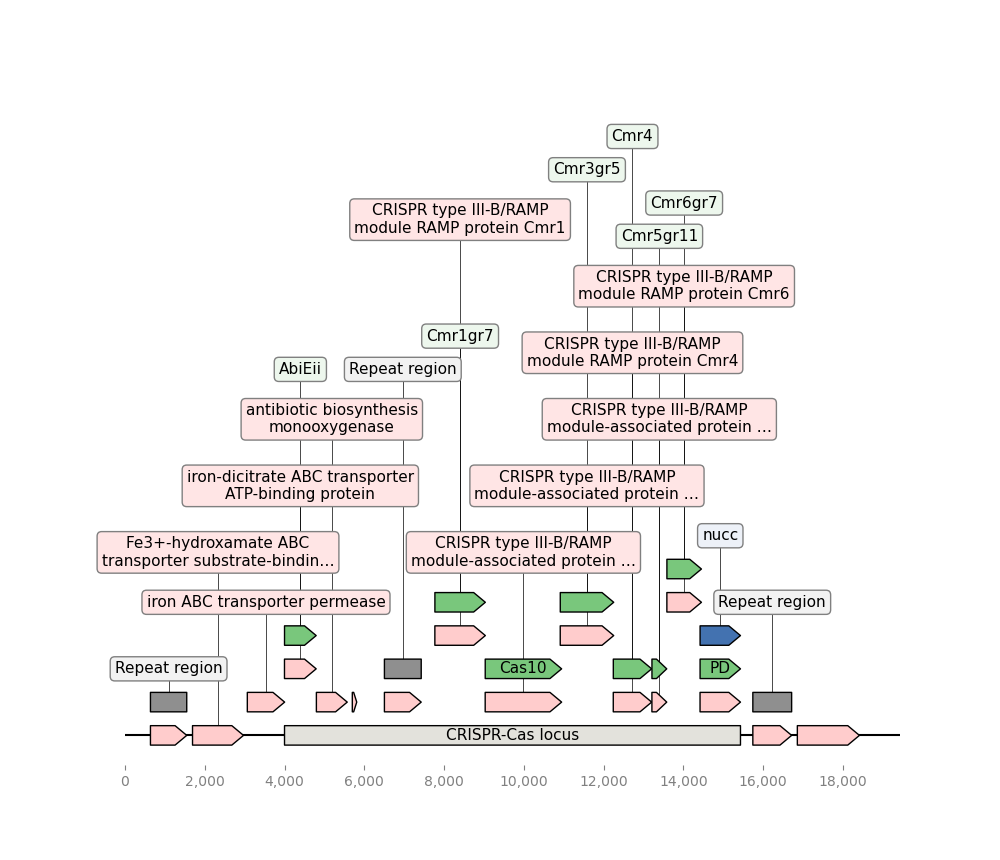 Cmr4
Cmr3gr5
Cmr6gr7
CRISPR type III-B/RAMP
module RAMP protein Cmr1
Cmr5gr11
CRISPR type III-B/RAMP
module RAMP protein Cmr6
Cmr1gr7
CRISPR type III-B/RAMP
module RAMP protein Cmr4
AbiEii
Repeat region
antibiotic biosynthesis
monooxygenase
CRISPR type III-B/RAMP
module-associated protein ...
iron-dicitrate ABC transporter
ATP-binding protein
CRISPR type III-B/RAMP
module-associated protein ...
nucc
Fe3+-hydroxamate ABC
transporter substrate-bindin...
CRISPR type III-B/RAMP
module-associated protein ...
iron ABC transporter permease
Repeat region
Repeat region
Cas10
PD
CRISPR-Cas locus
0 2,000 4,000 6,000 8,000 10,000 12,000 14,000 16,000 18,000